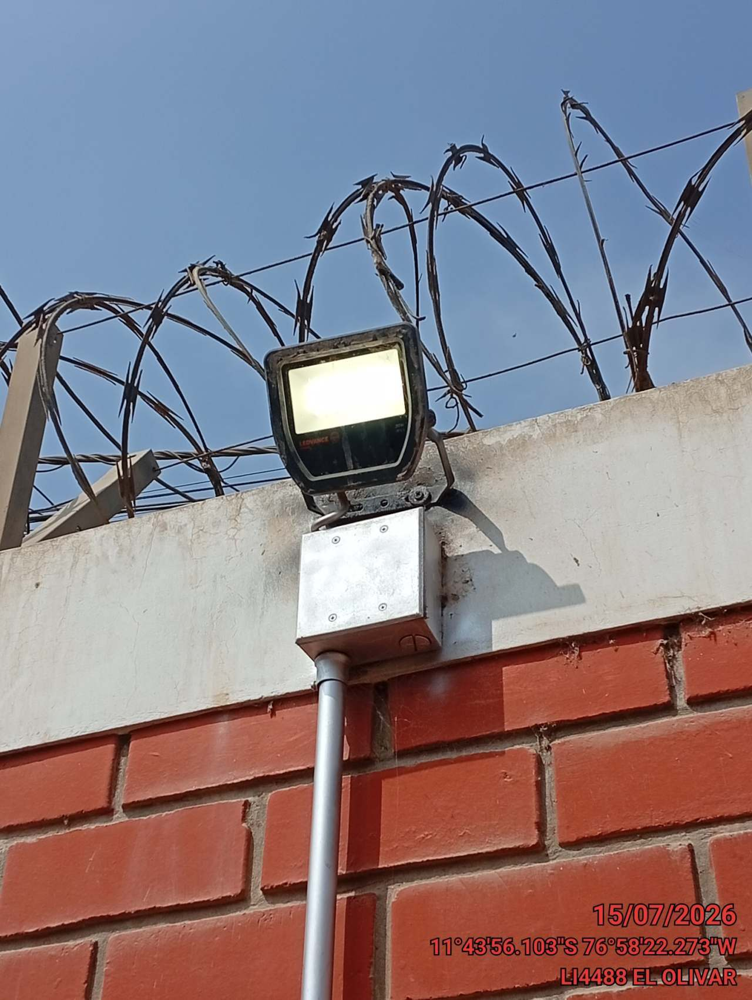 LEDVANCE
15/07/2026
11°43'56.103"S 76°58'22.273"W
LI4488 EL OLIVAR